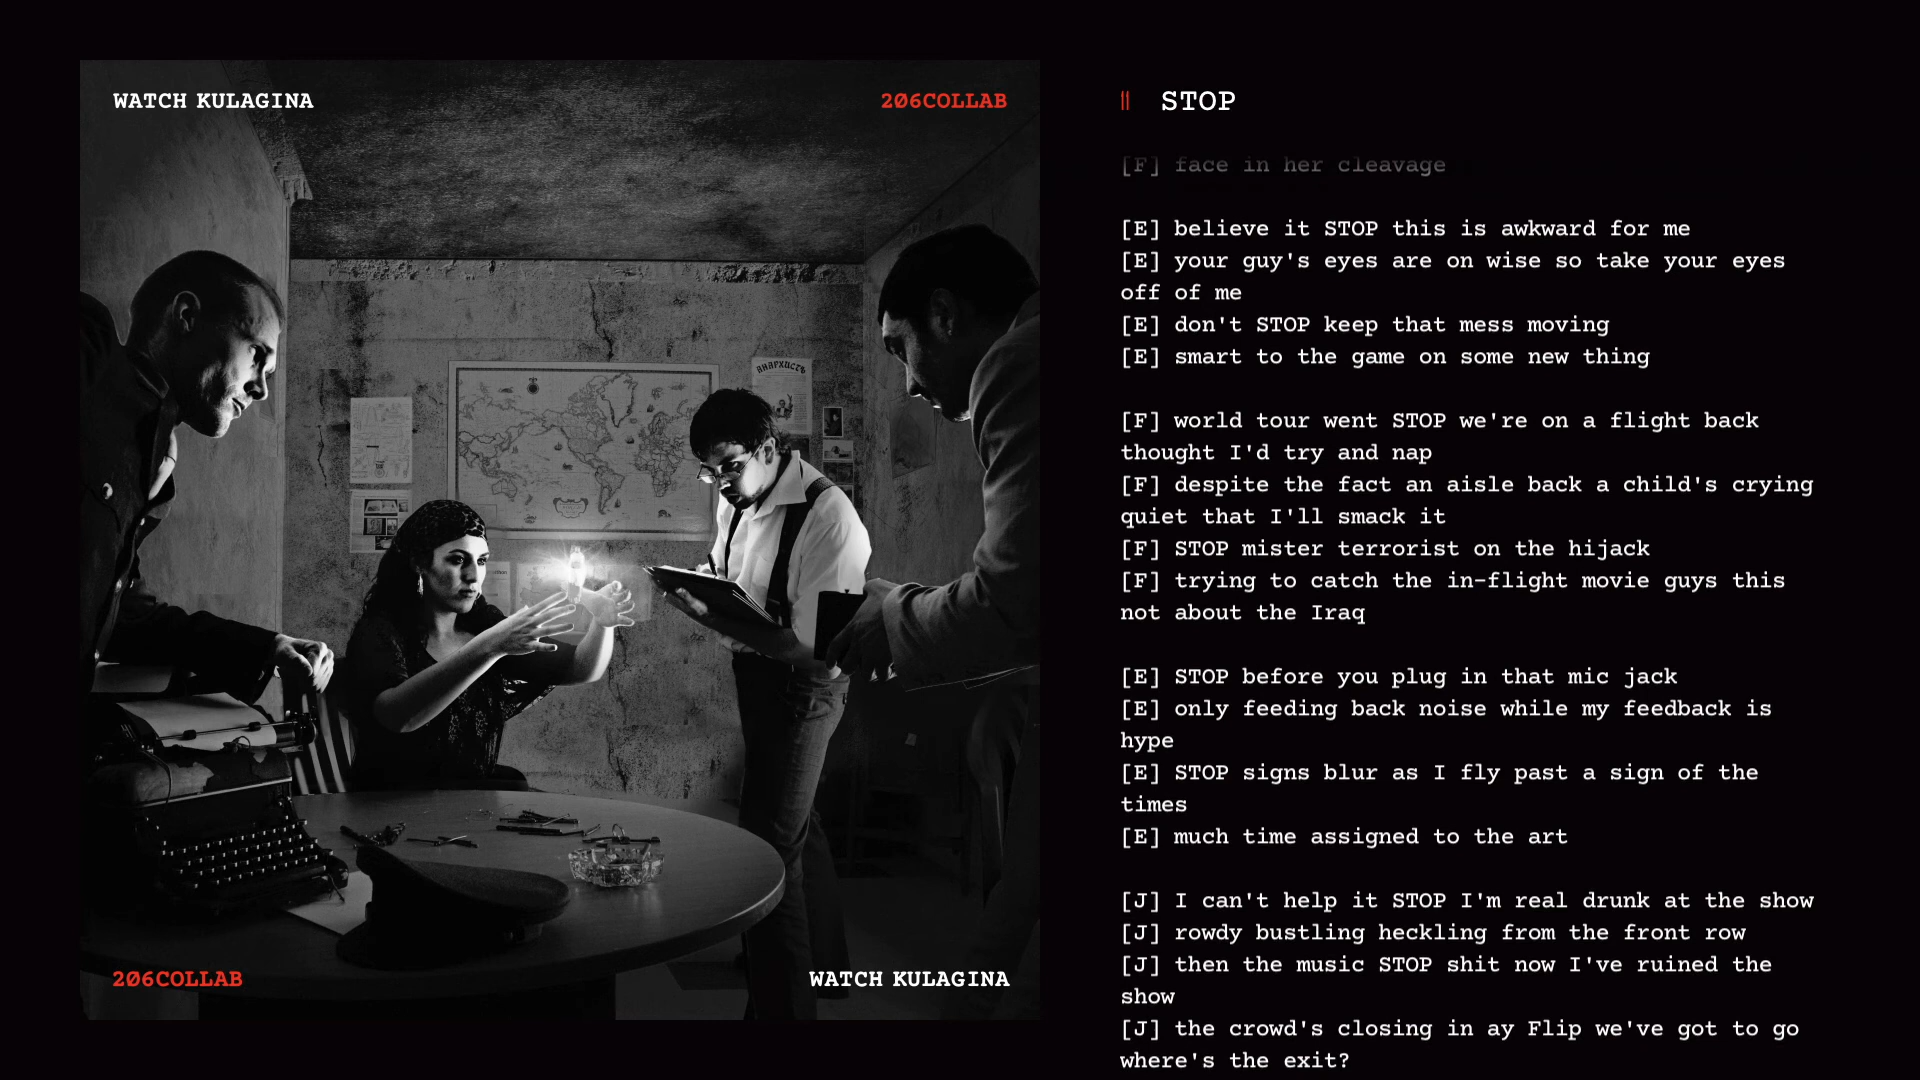 WATCH KULAGINA
206COLLAB
АНАРХИСТЪ
206COLLAB
WATCH KULAGINA
STOP
[F] face in her cleavage
[E] believe it STOP this is awkward for me
[E] your guy's eyes are on wise so take your eyes
off of me
[E] don't STOP keep that mess moving
[E] smart to the game on some new thing
[F] world tour went STOP we're on a flight back
thought I'd try and nap
[F] despite the fact an aisle back a child's crying
quiet that I'll smack it
[F] STOP mister terrorist on the hijack
[F] trying to catch the in-flight movie guys this
not about the Iraq
[E] STOP before you plug in that mic jack
[E] only feeding back noise while my feedback is
hype
[E] STOP signs blur as I fly past a sign of the
times
[E] much time assigned to the art
[J] I can't help it STOP I'm real drunk at the show
[J] rowdy bustling heckling from the front row
[J] then the music STOP shit now I've ruined the
show
[J] the crowd's closing in ay Flip we've got to go
where's the exit?